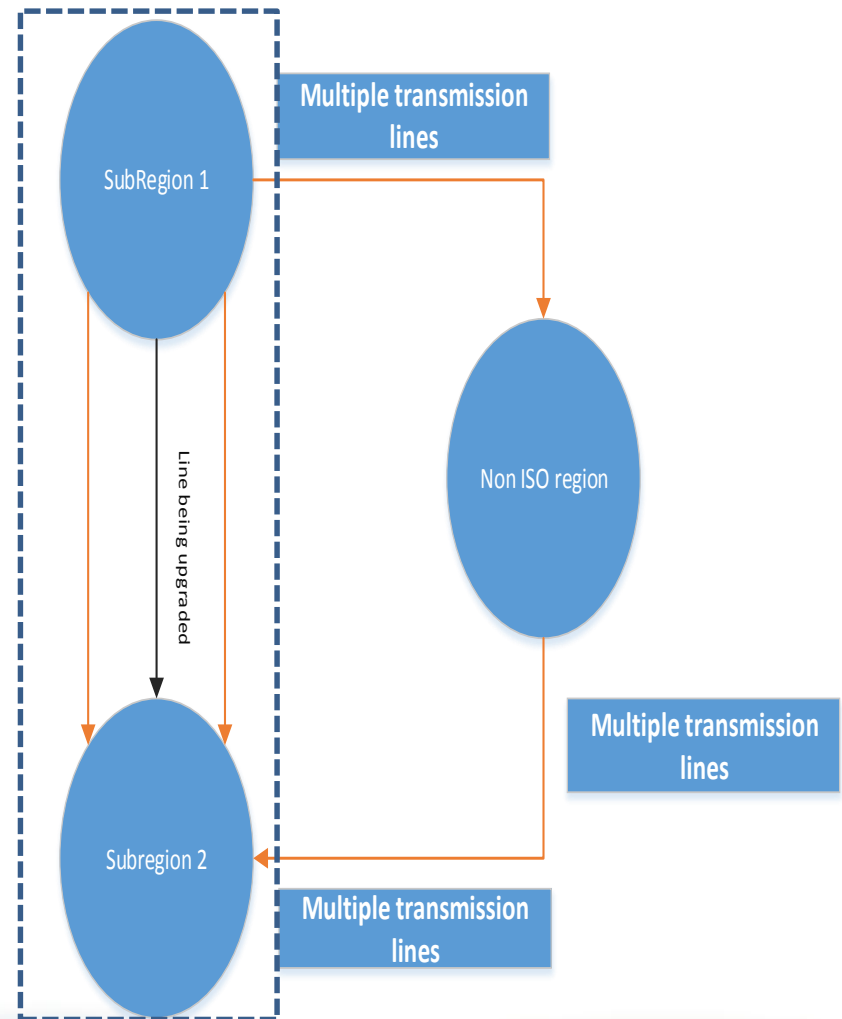 Multiple transmission
lines
SubRegion 1
Line being upgraded
Non ISO region
Multiple transmission
lines
Subregion 2
Multiple transmission
lines